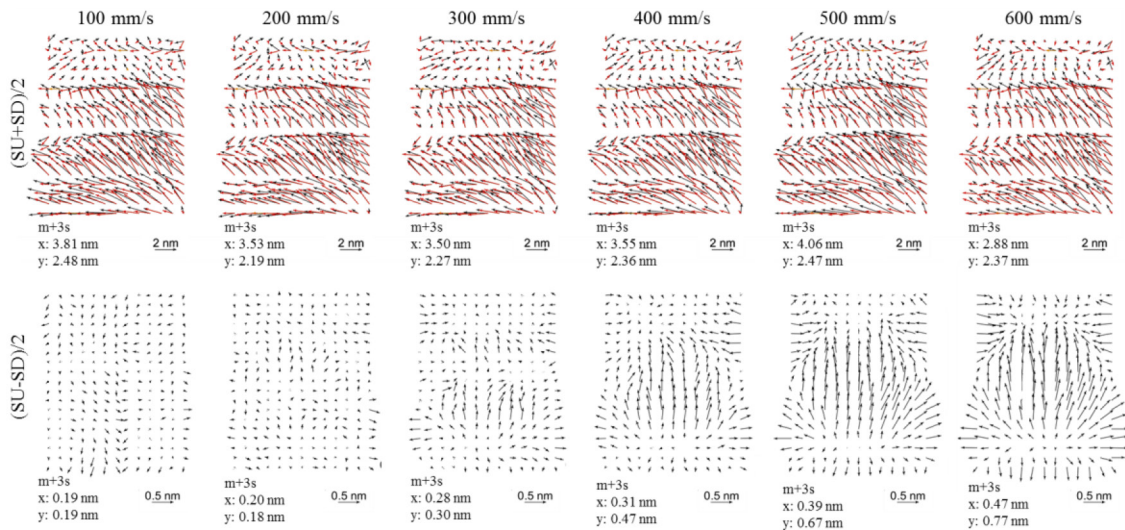 100 mm/s 200 mm/s 300 mm/s 400 mm/s 500 mm/s 600 mm/s
(SU+SD)/2
m+3s m+3s m+3s m+3s m+3s m+3s
x: 3.81 nm 2 nm x: 3.53 nm 2 nm x: 3.50 nm 2 nm x: 3.55 nm 2 nm x: 4.06 nm 2 nm x: 2.88 nm 2 nm
y: 2.48 nm y: 2.19 nm y: 2.27 nm y: 2.36 nm y: 2.47 nm y: 2.37 nm
(SU-SD)/2
m+3s m+3s m+3s m+3s m+3s m+3s
x: 0.19 nm 0.5 nm x: 0.20 nm 0.5 nm x: 0.28 nm 0.5 nm x: 0.31 nm 0.5 nm x: 0.39 nm 0.5 nm x: 0.47 nm 0.5 nm
y: 0.19 nm y: 0.18 nm y: 0.30 nm y: 0.47 nm y: 0.67 nm y: 0.77 nm